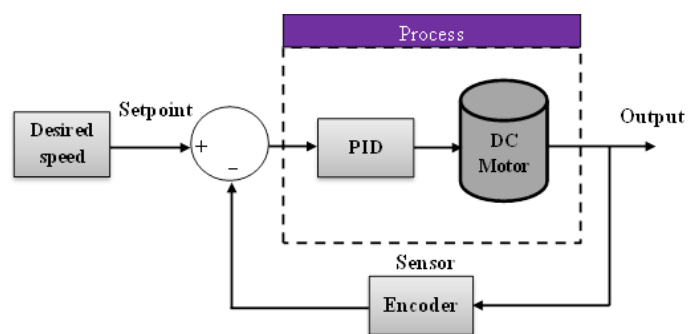 Process
Setpoint
Desired
speed
+
−
PID
DC
Motor
Output
Sensor
Encoder